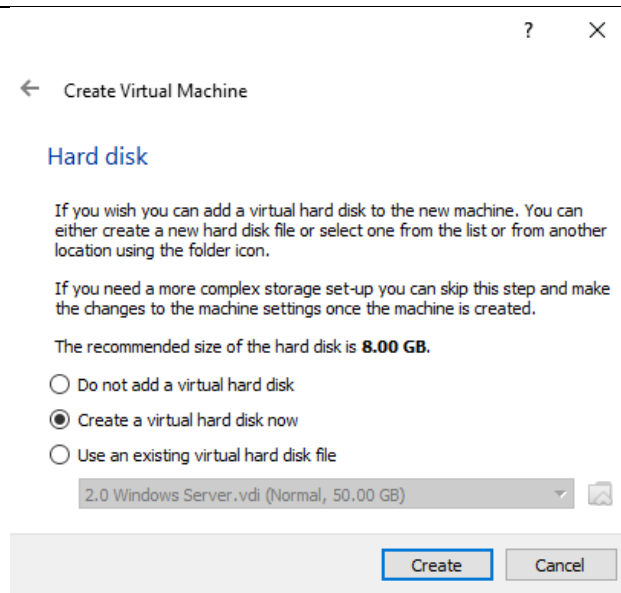 ?
Create Virtual Machine
Hard disk
If you wish you can add a virtual hard disk to the new machine. You can
either create a new hard disk file or select one from the list or from another
location using the folder icon.
If you need a more complex storage set-up you can skip this step and make
the changes to the machine settings once the machine is created.
The recommended size of the hard disk is 8.00 GB.
Do not add a virtual hard disk
Create a virtual hard disk now
Use an existing virtual hard disk file
2.0 Windows Server.vdi (Normal, 50.00 GB)
Create Cancel